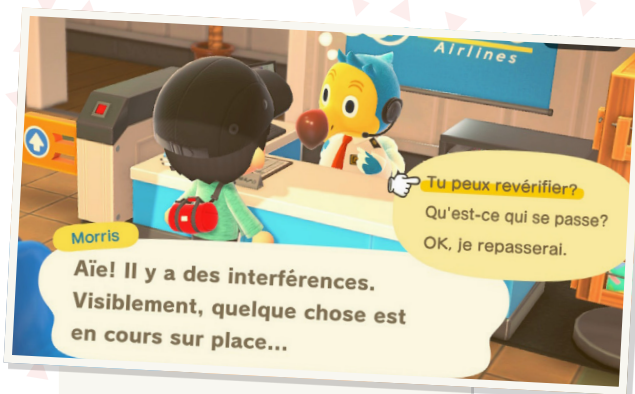 Airlines
Tu peux revérifier?
Qu'est-ce qui se passe?
OK, je repasserai.
Morris
Aïe! Il y a des interférences.
Visiblement, quelque chose est
en cours sur place...